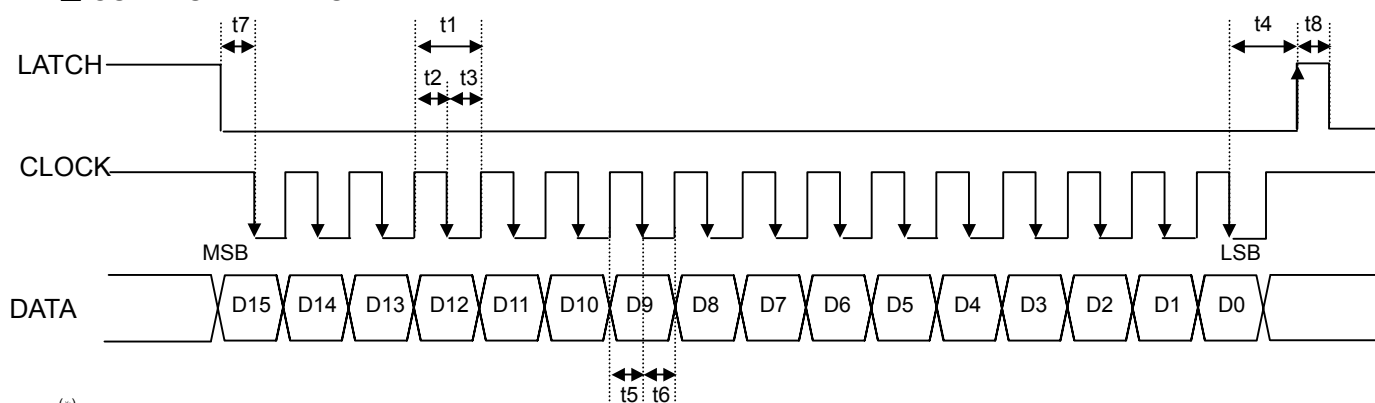 t7 t1 t4 t8
LATCH
t2 t3
CLOCK
MSB LSB
DATA D15 D14 D13 D12 D11 D10 D9 D8 D7 D6 D5 D4 D3 D2 D1 D0
t5 t6
(*)